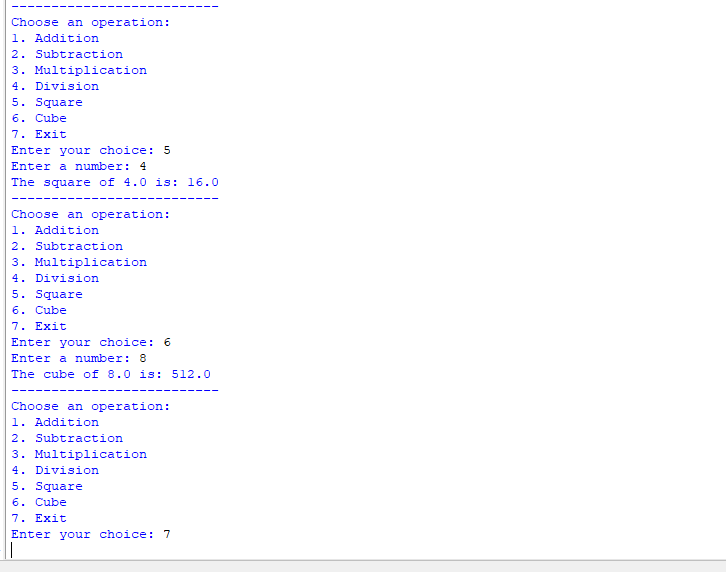 --------------------------
Choose an operation:
1. Addition
2. Subtraction
3. Multiplication
4. Division
5. Square
6. Cube
7. Exit
Enter your choice: 5
Enter a number: 4
The square of 4.0 is: 16.0
--------------------------
Choose an operation:
1. Addition
2. Subtraction
3. Multiplication
4. Division
5. Square
6. Cube
7. Exit
Enter your choice: 6
Enter a number: 8
The cube of 8.0 is: 512.0
--------------------------
Choose an operation:
1. Addition
2. Subtraction
3. Multiplication
4. Division
5. Square
6. Cube
7. Exit
Enter your choice: 7